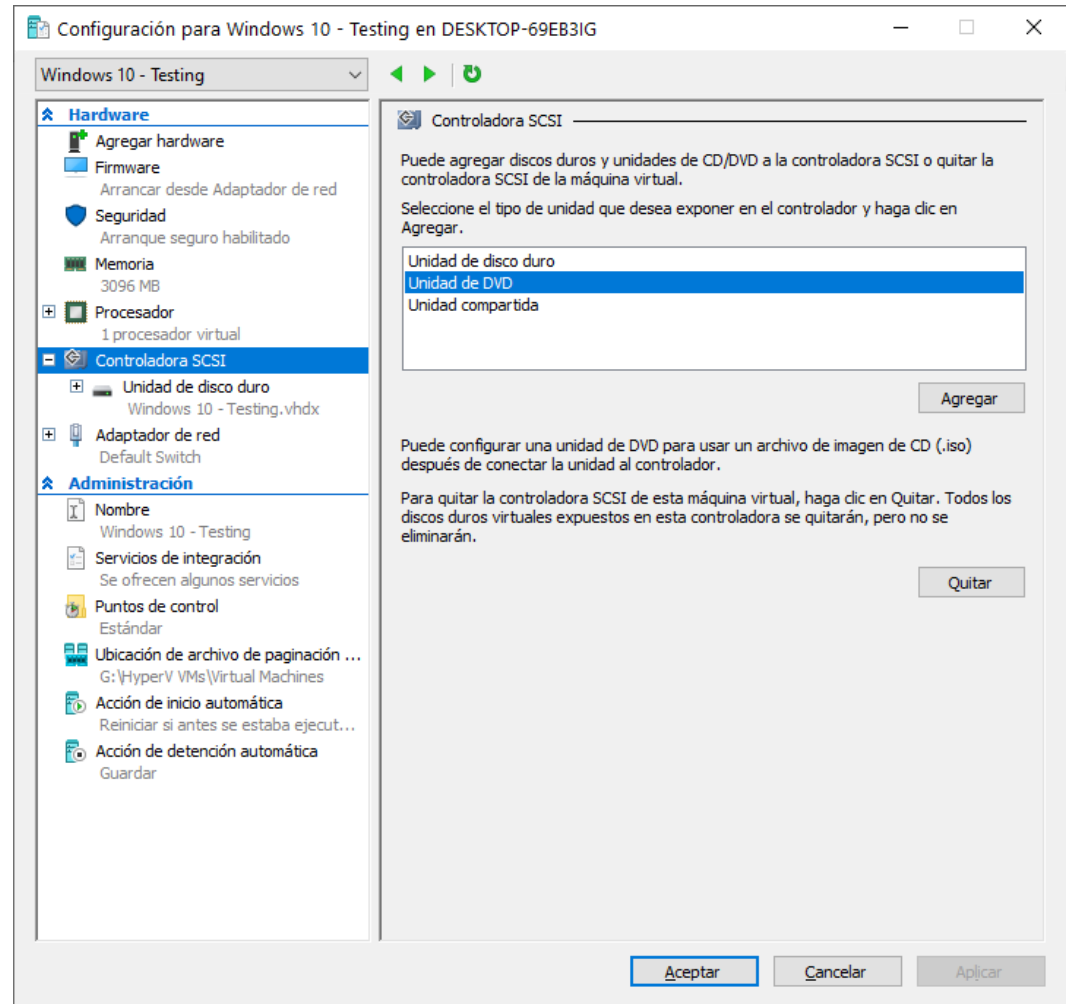 Configuración para Windows 10 - Testing en DESKTOP-69EB3IG
Windows 10 - Testing
Hardware
Agregar hardware
Firmware
Arrancar desde Adaptador de red
Seguridad
Arranque seguro habilitado
Memoria
3096 MB
Procesador
1 procesador virtual
Controladora SCSI
Unidad de disco duro
Windows 10 - Testing.vhdx
Adaptador de red
Default Switch
Administración
Nombre
Windows 10 - Testing
Servicios de integración
Se ofrecen algunos servicios
Puntos de control
Estándar
Ubicación de archivo de paginación ...
G:\HyperV VMs\Virtual Machines
Acción de inicio automática
Reiniciar si antes se estaba ejecut...
Acción de detención automática
Guardar
Controladora SCSI
Puede agregar discos duros y unidades de CD/DVD a la controladora SCSI o quitar la
controladora SCSI de la máquina virtual.
Seleccione el tipo de unidad que desea exponer en el controlador y haga clic en
Agregar.
Unidad de disco duro
Unidad de DVD
Unidad compartida
Agregar
Puede configurar una unidad de DVD para usar un archivo de imagen de CD (.iso)
después de conectar la unidad al controlador.
Para quitar la controladora SCSI de esta máquina virtual, haga clic en Quitar. Todos los
discos duros virtuales expuestos en esta controladora se quitarán, pero no se
eliminarán.
Quitar
Aceptar
Cancelar
Aplicar